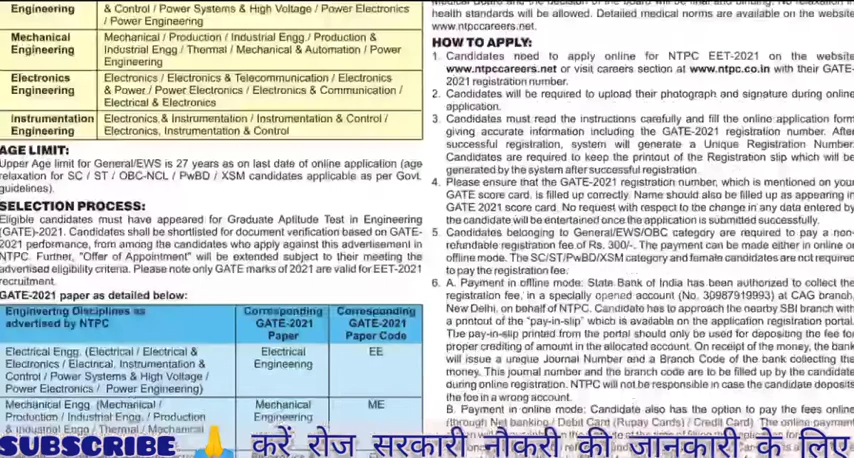 Engineering
& Control / Power Systems & High Voltage / Power Electronics
/ Power Engineering
Mechanical
Engineering
Mechanical / Production / Industrial Engg. / Production &
Industrial Engg / Thermal / Mechanical & Automation / Power
Engineering
Electronics
Engineering
Electronics / Electronics & Telecommunication / Electronics
& Power / Power Electronics / Electronics & Communication /
Electrical & Electronics
Instrumentation
Engineering
Electronics & Instrumentation / Instrumentation & Control /
Electronics, Instrumentation & Control
AGE LIMIT:
Upper Age limit for General/EWS is 27 years as on last date of online application (age
relaxation for SC / ST / OBC-NCL / PwBD / XSM candidates applicable as per Govt.
guidelines).
SELECTION PROCESS:
Eligible candidates must have appeared for Graduate Aptitude Test in Engineering
(GATE)-2021. Candidates shall be shortlisted for document verification based on GATE-
2021 performance, from among the candidates who apply against this advertisement in
NTPC. Further, "Offer of Appointment" will be extended subject to their meeting the
advertised eligibility criteria. Please note only GATE marks of 2021 are valid for EET-2021
recruitment.
GATE-2021 paper as detailed below:
Engineering Disciplines as
advertised by NTPC
Corresponding
GATE-2021
Paper
Corresponding
GATE-2021
Paper Code
Electrical Engg. (Electrical / Electrical &
Electronics / Electrical, Instrumentation &
Control / Power Systems & High Voltage /
Power Electronics / Power Engineering)
Electrical
Engineering
EE
Mechanical Engg. (Mechanical /
Production / Industrial Engg. / Production
& Industrial Engg / Thermal / Mechanical
Mechanical
Engineering
ME
health standards will be allowed. Detailed medical norms are available on the website
www.ntpccareers.net.
HOW TO APPLY:
1. Candidates need to apply online for NTPC EET-2021 on the website
www.ntpccareers.net or visit careers section at www.ntpc.co.in with their GATE-
2021 registration number.
2. Candidates will be required to upload their photograph and signature during online
application.
3. Candidates must read the instructions carefully and fill the online application form
giving accurate information including the GATE-2021 registration number. After
successful registration, system will generate a Unique Registration Number.
Candidates are required to keep the printout of the Registration slip which will be
generated by the system after successful registration
4. Please ensure that the GATE-2021 registration number, which is mentioned on your
GATE score card, is filled up correctly. Name should also be filled up as appearing in
GATE 2021 score card. No request with respect to the change in any data entered by
the candidate will be entertained once the application is submitted successfully.
5. Candidates belonging to General/EWS/OBC category are required to pay a non-
refundable registration fee of Rs. 300/-. The payment can be made either in online or
offline mode. The SC/ST/PwBD/XSM category and female candidates are not required
to pay the registration fee.
6. A. Payment in offline mode: State Bank of India has been authorized to collect the
registration fee, in a specially opened account (No. 30987919993) at CAG branch,
New Delhi, on behalf of NTPC. Candidate has to approach the nearby SBI branch with
a printout of the "pay-in-slip" which is available on the application registration portal.
The pay-in-slip printed from the portal should only be used for depositing the fee for
proper crediting of amount in the allocated account. On receipt of the money, the bank
will issue a unique Journal Number and a Branch Code of the bank collecting the
money. This journal number and the branch code are to be filled up by the candidate
during online registration. NTPC will not be responsible in case the candidate deposits
the fee in a wrong account.
B. Payment in online mode: Candidate also has the option to pay the fees online
(through Net banking / Debit Card (Rupay Cards) / Credit Card). The online payment
SUBSCRIBE 🙏 करें रोज सरकारी नौकरी की जानकारी के लिए